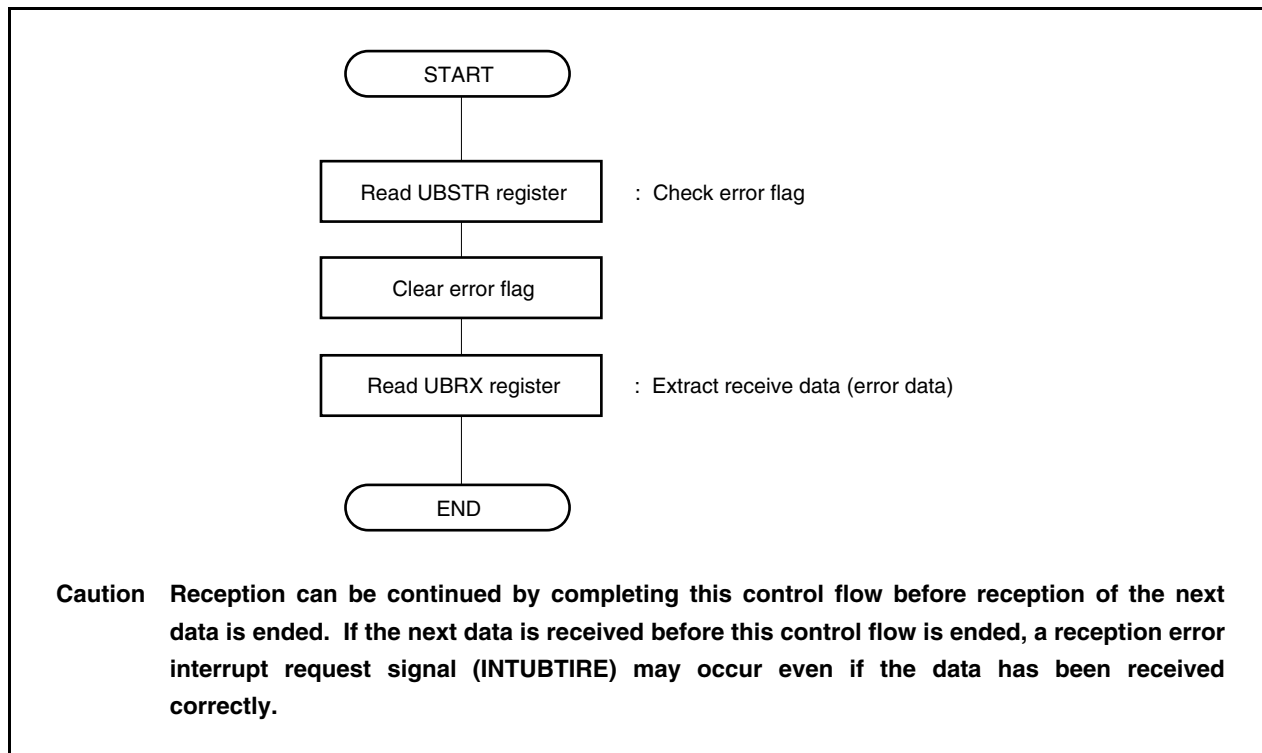 START
Read UBSTR register : Check error flag
Clear error flag
Read UBRX register : Extract receive data (error data)
END
Caution Reception can be continued by completing this control flow before reception of the next
data is ended. If the next data is received before this control flow is ended, a reception error
interrupt request signal (INTUBTIRE) may occur even if the data has been received
correctly.